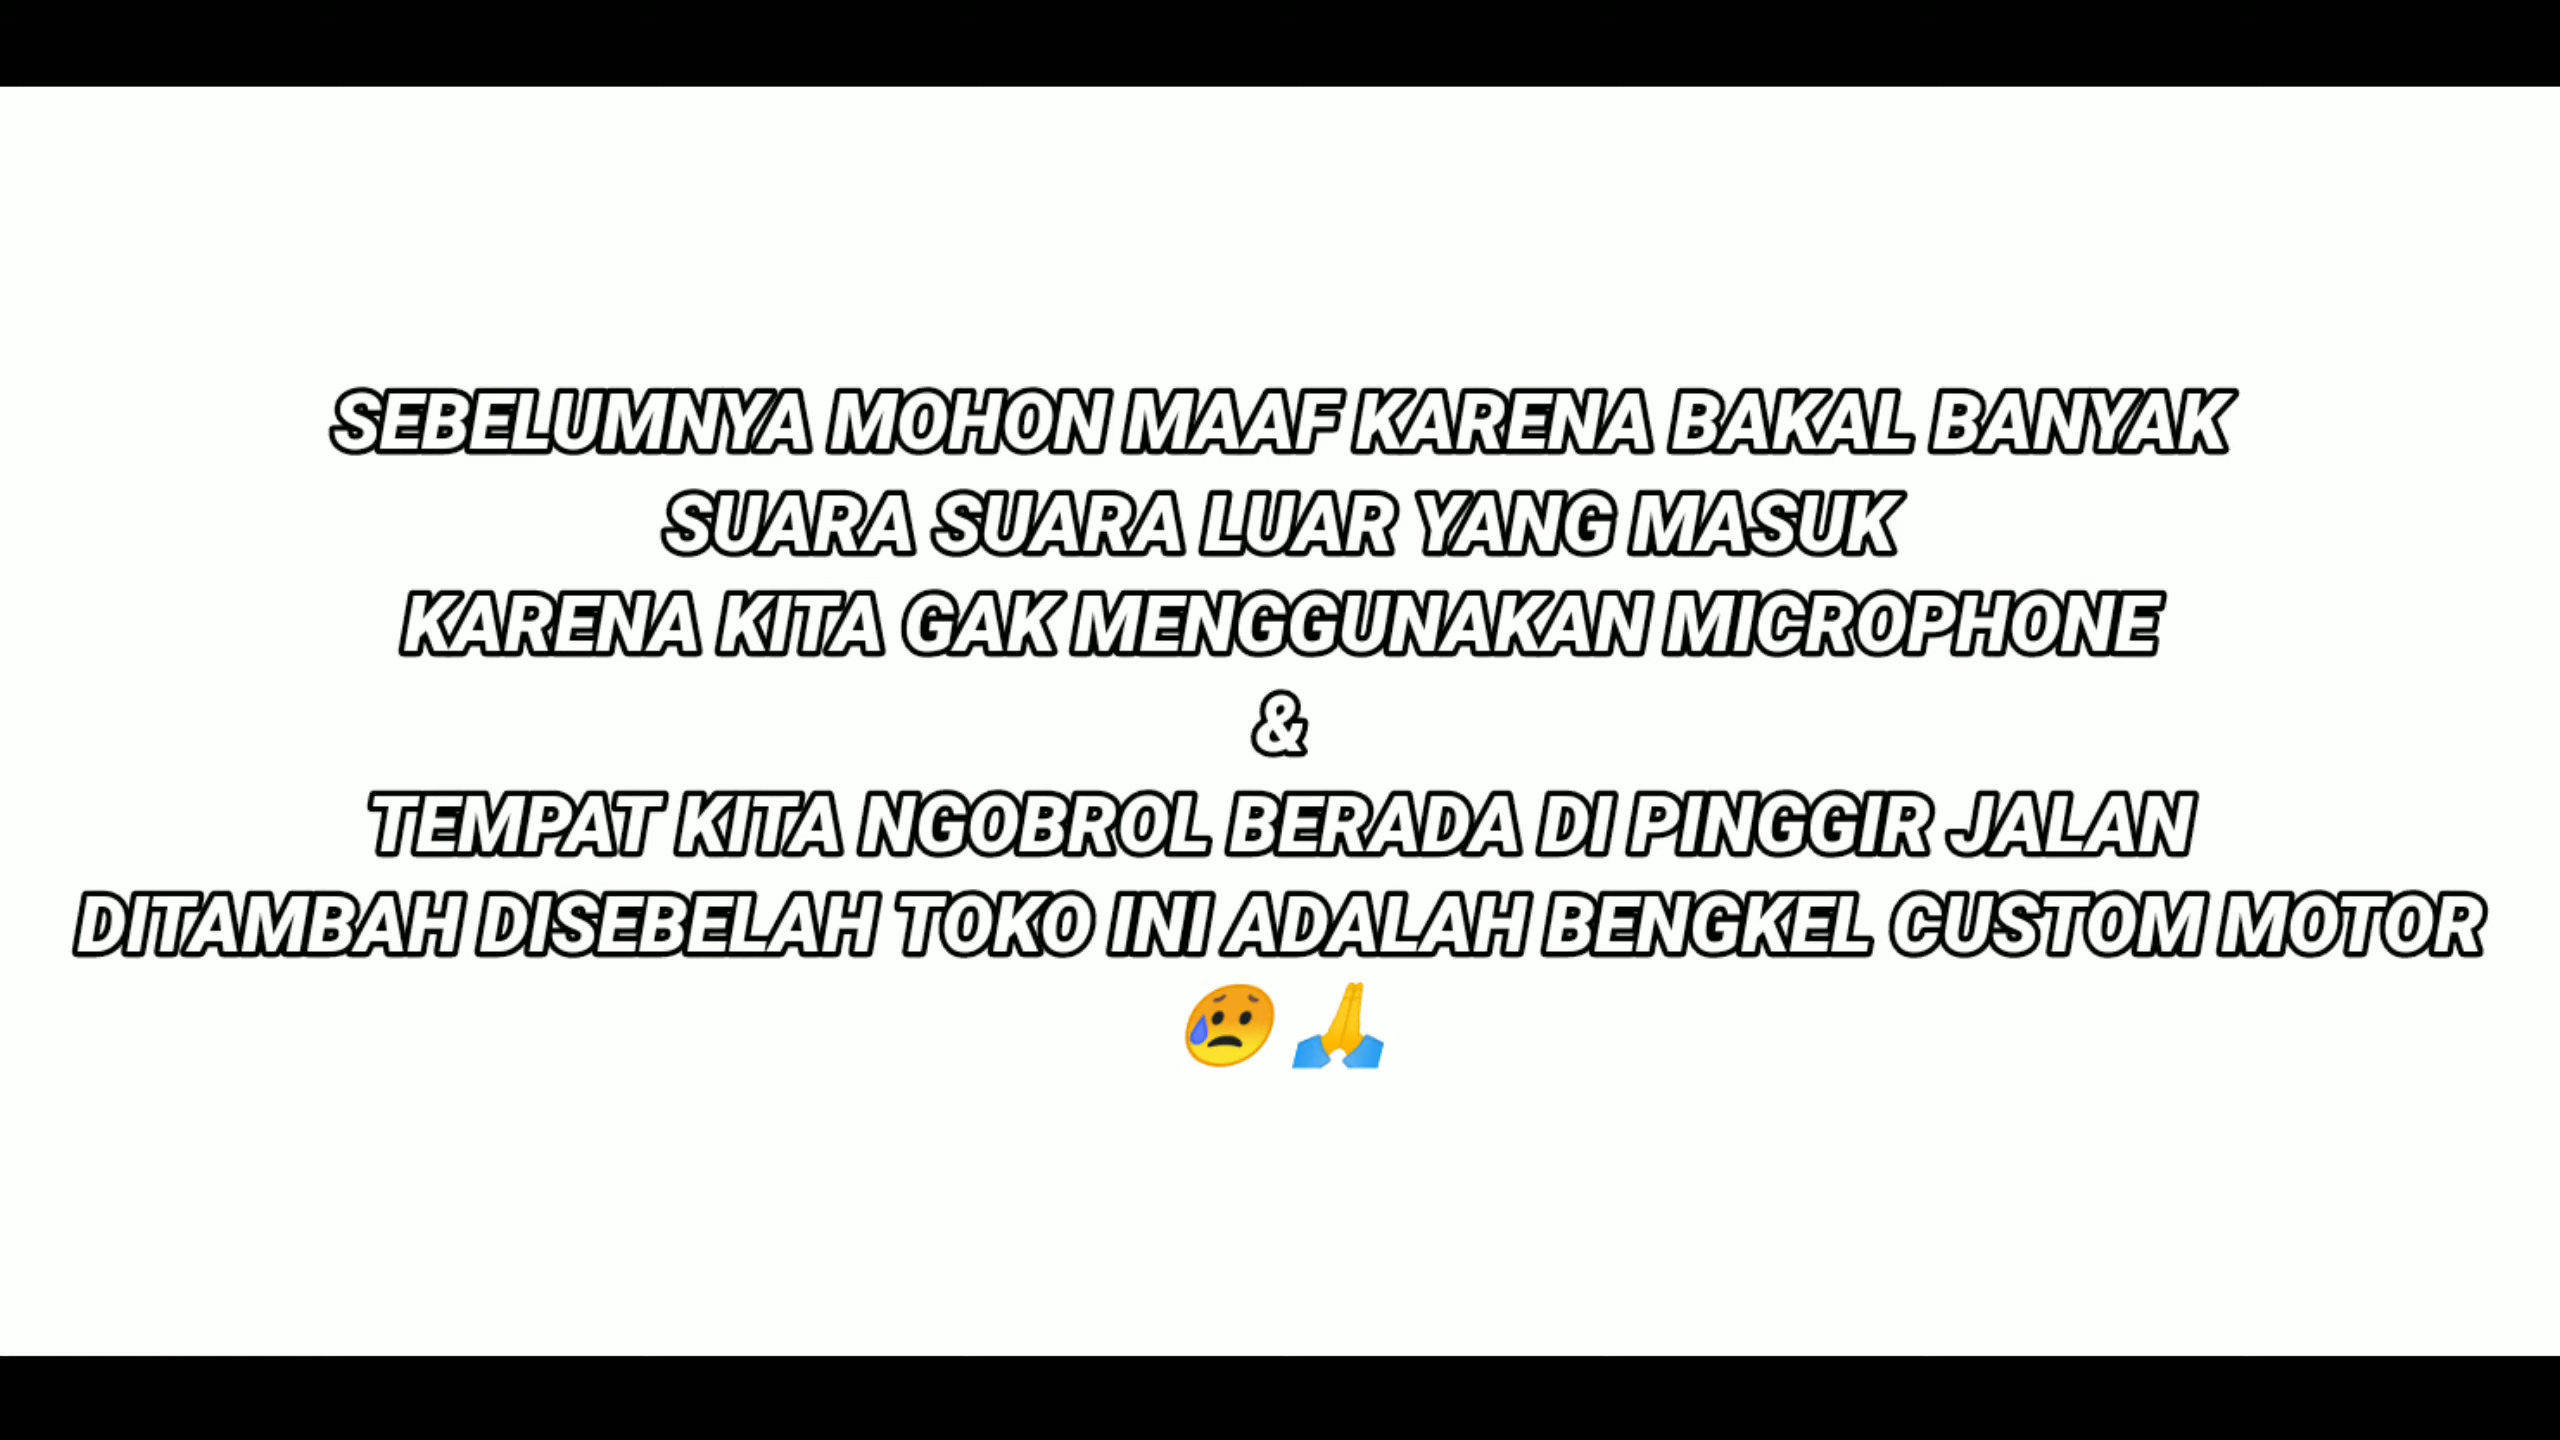 SEBELUMNYA MOHON MAAF KARENA BAKAL BANYAK
SUARA SUARA LUAR YANG MASUK
KARENA KITA GAK MENGGUNAKAN MICROPHONE
&
TEMPAT KITA NGOBROL BERADA DI PINGGIR JALAN
DITAMBAH DISEBELAH TOKO INI ADALAH BENGKEL CUSTOM MOTOR
😥🙏